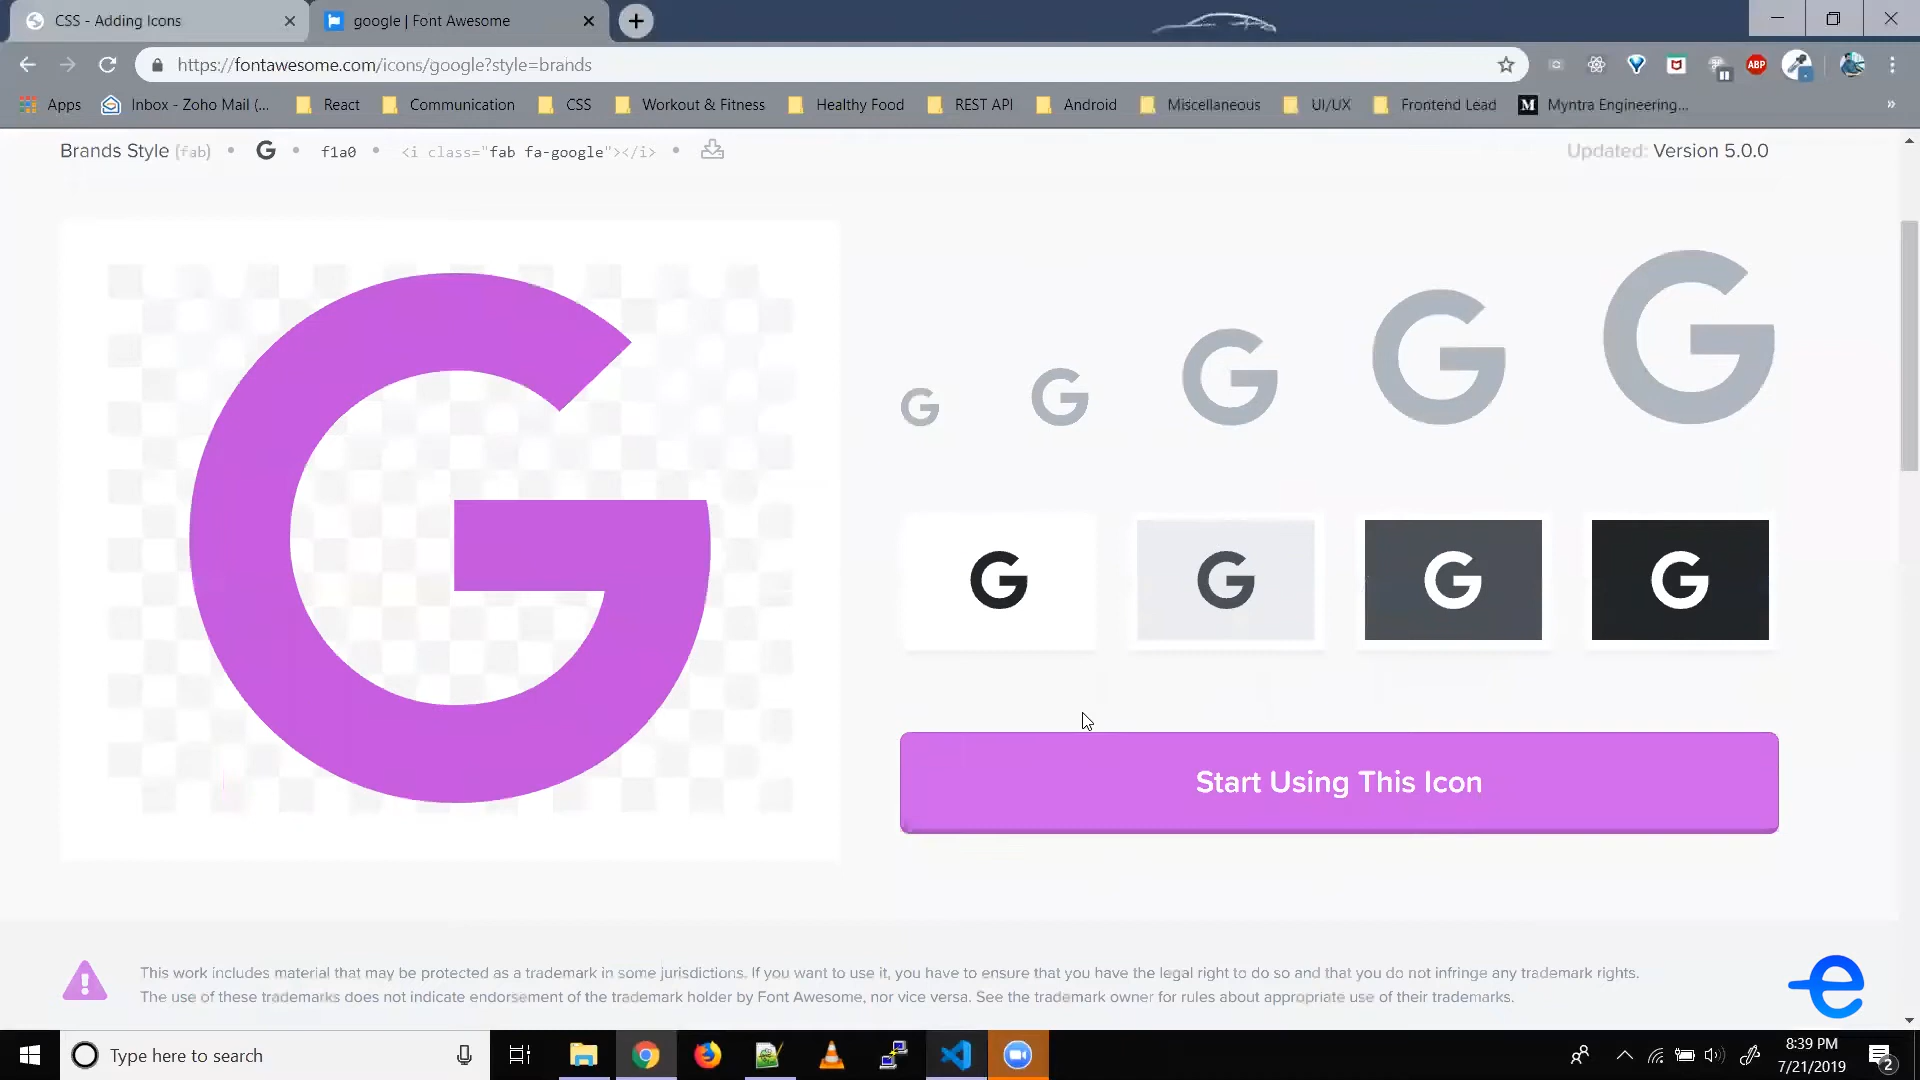 CSS - Adding Icons
google | Font Awesome
https://fontawesome.com/icons/google?style=brands
ABP
Apps
Inbox - Zoho Mail (...
React
Communication
CSS
Workout & Fitness
Healthy Food
REST API
Android
Miscellaneous
UI/UX
Frontend Lead
M Myntra Engineering...
»
Brands Style (fab) • G • f1a0 • <i class="fab fa-google"></i> •
Updated: Version 5.0.0
G
G G G G G
G G G G
Start Using This Icon
This work includes material that may be protected as a trademark in some jurisdictions. If you want to use it, you have to ensure that you have the legal right to do so and that you do not infringe any trademark rights.
The use of these trademarks does not indicate endorsement of the trademark holder by Font Awesome, nor vice versa. See the trademark owner for rules about appropriate use of their trademarks.
e
Type here to search
8:39 PM
7/21/2019
2